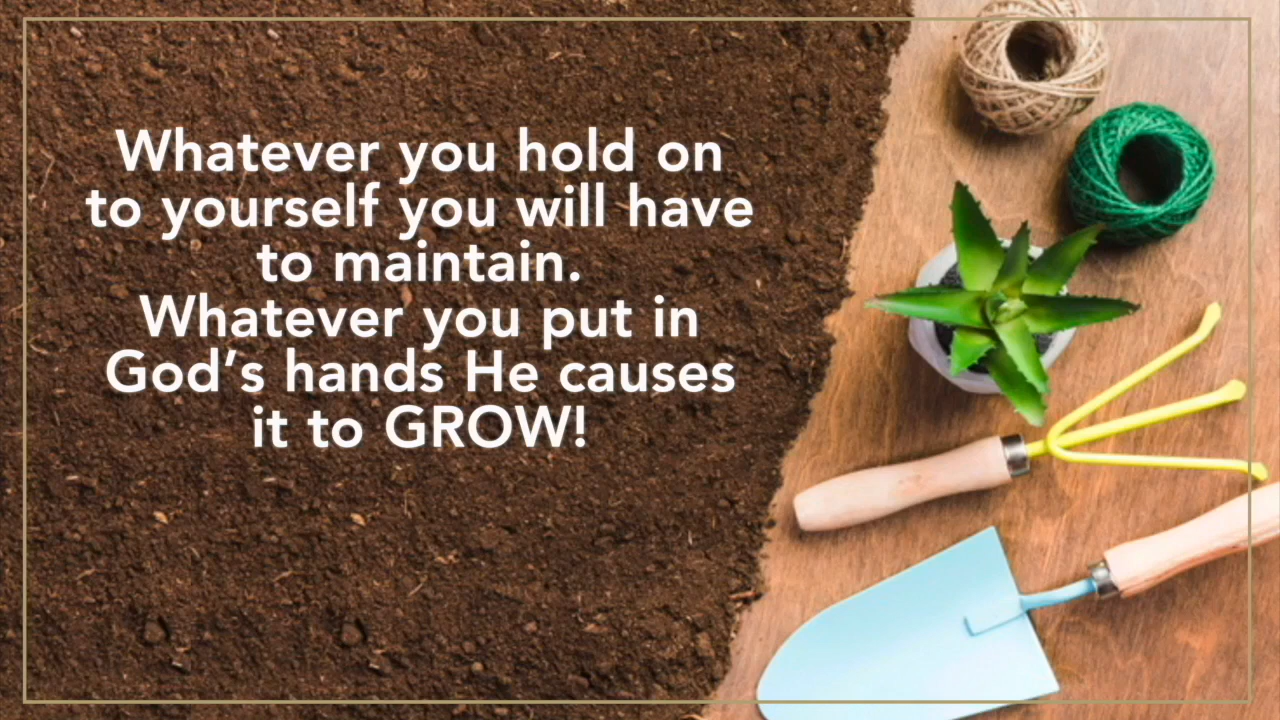 Whatever you hold on
to yourself you will have
to maintain.
Whatever you put in
God’s hands He causes
it to GROW!